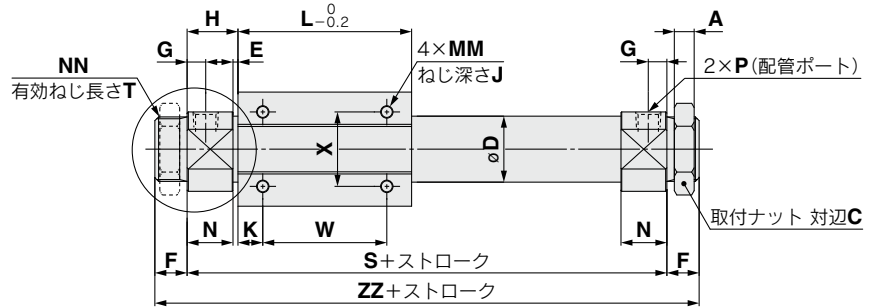 H
L 0 -0.2
A
G
E
4×MM
ねじ深さJ
G
2×P(配管ポート)
NN
有効ねじ長さT
X
øD
取付ナット 対辺C
N
K
W
N
F
S+ストローク
F
ZZ+ストローク